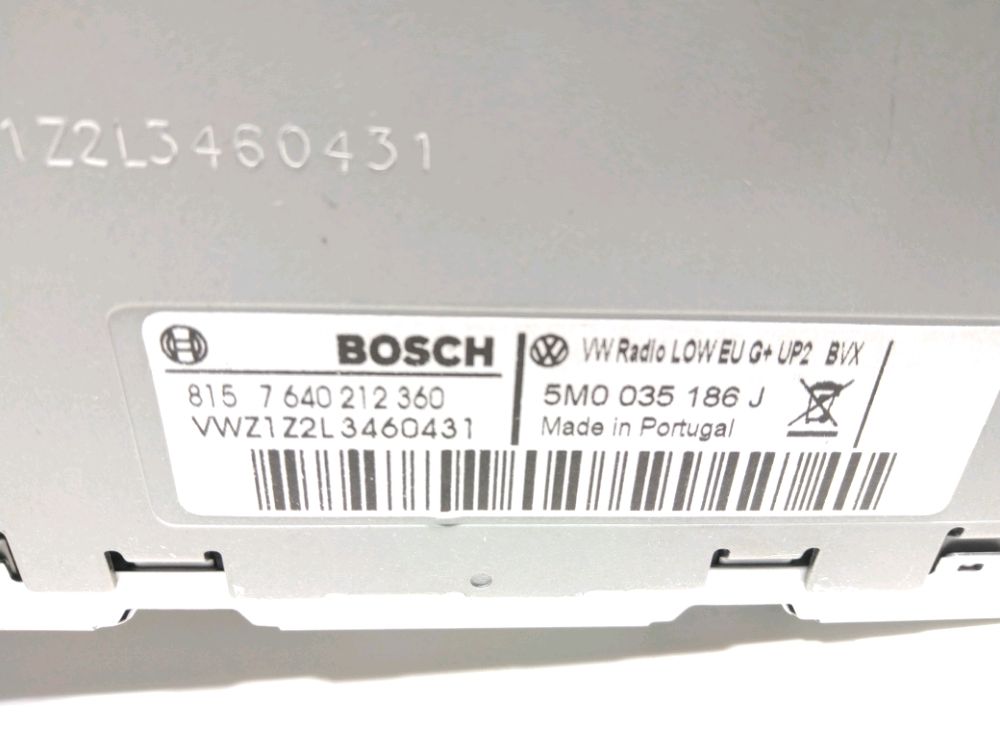 1Z2L3460431
BOSCH
815 7 640 212 360
VWZ1Z2L3460431
VW Radio LOW EU G+ UP2 BVX
5M0 035 186 J
Made in Portugal